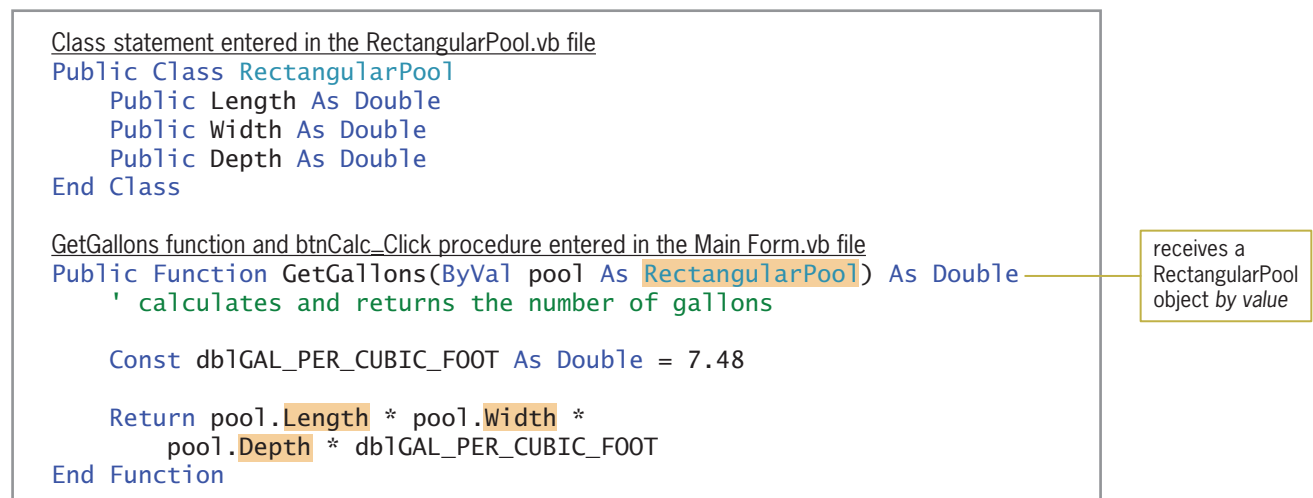 Class statement entered in the RectangularPool.vb file
Public Class RectangularPool
    Public Length As Double
    Public Width As Double
    Public Depth As Double
End Class
GetGallons function and btnCalc_Click procedure entered in the Main Form.vb file
Public Function GetGallons(ByVal pool As RectangularPool) As Double
    ' calculates and returns the number of gallons
    Const dblGAL_PER_CUBIC_FOOT As Double = 7.48
    Return pool.Length * pool.Width *
        pool.Depth * dblGAL_PER_CUBIC_FOOT
End Function
receives a
RectangularPool
object by value